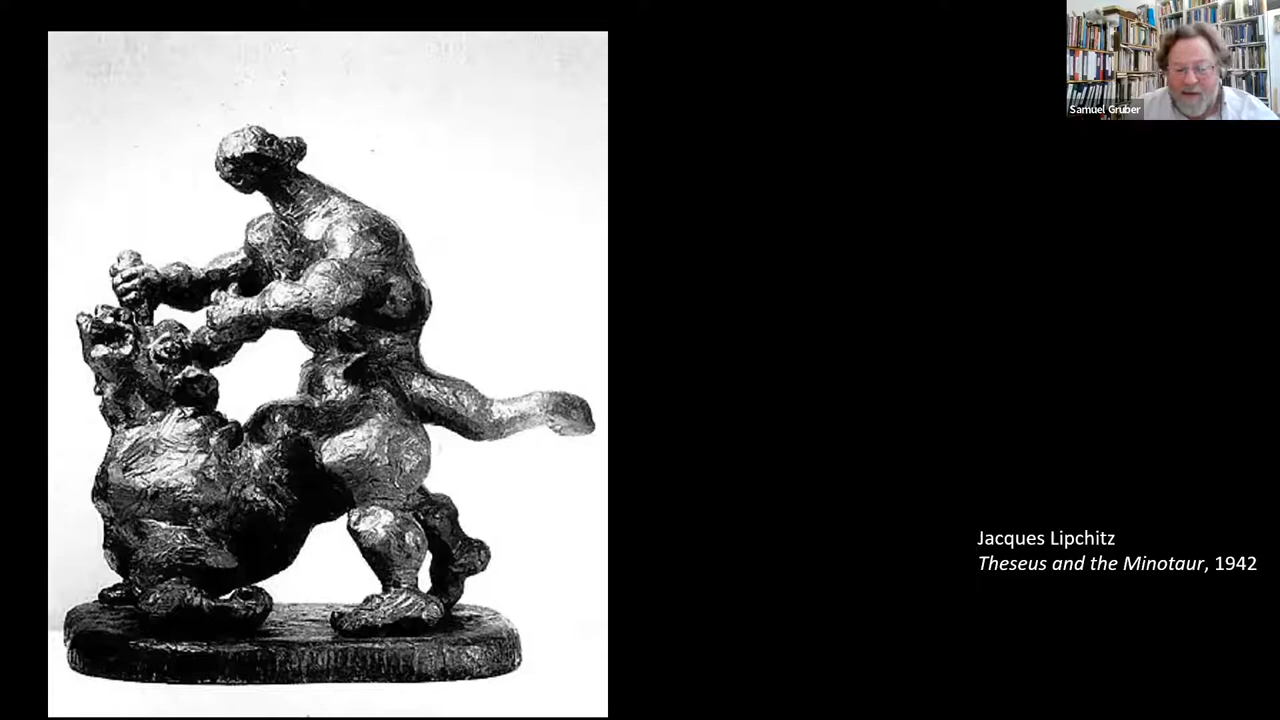 Samuel Gruber
Jacques Lipchitz
Theseus and the Minotaur, 1942